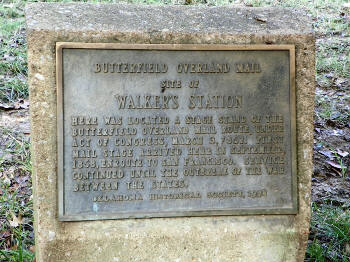 BUTTERFIELD OVERLAND MAIL
SITE OF
WALKER'S STATION
HERE WAS LOCATED A STAGE STAND OF THE
BUTTERFIELD OVERLAND MAIL ROUTE UNDER
ACT OF CONGRESS, MARCH 3, 1857. FIRST
MAIL STAGE ARRIVED HERE IN SEPTEMBER,
1858, ENROUTE TO SAN FRANCISCO. SERVICE
CONTINUED UNTIL THE OUTBREAK OF THE WAR
BETWEEN THE STATES.
OKLAHOMA HISTORICAL SOCIETY, 1958